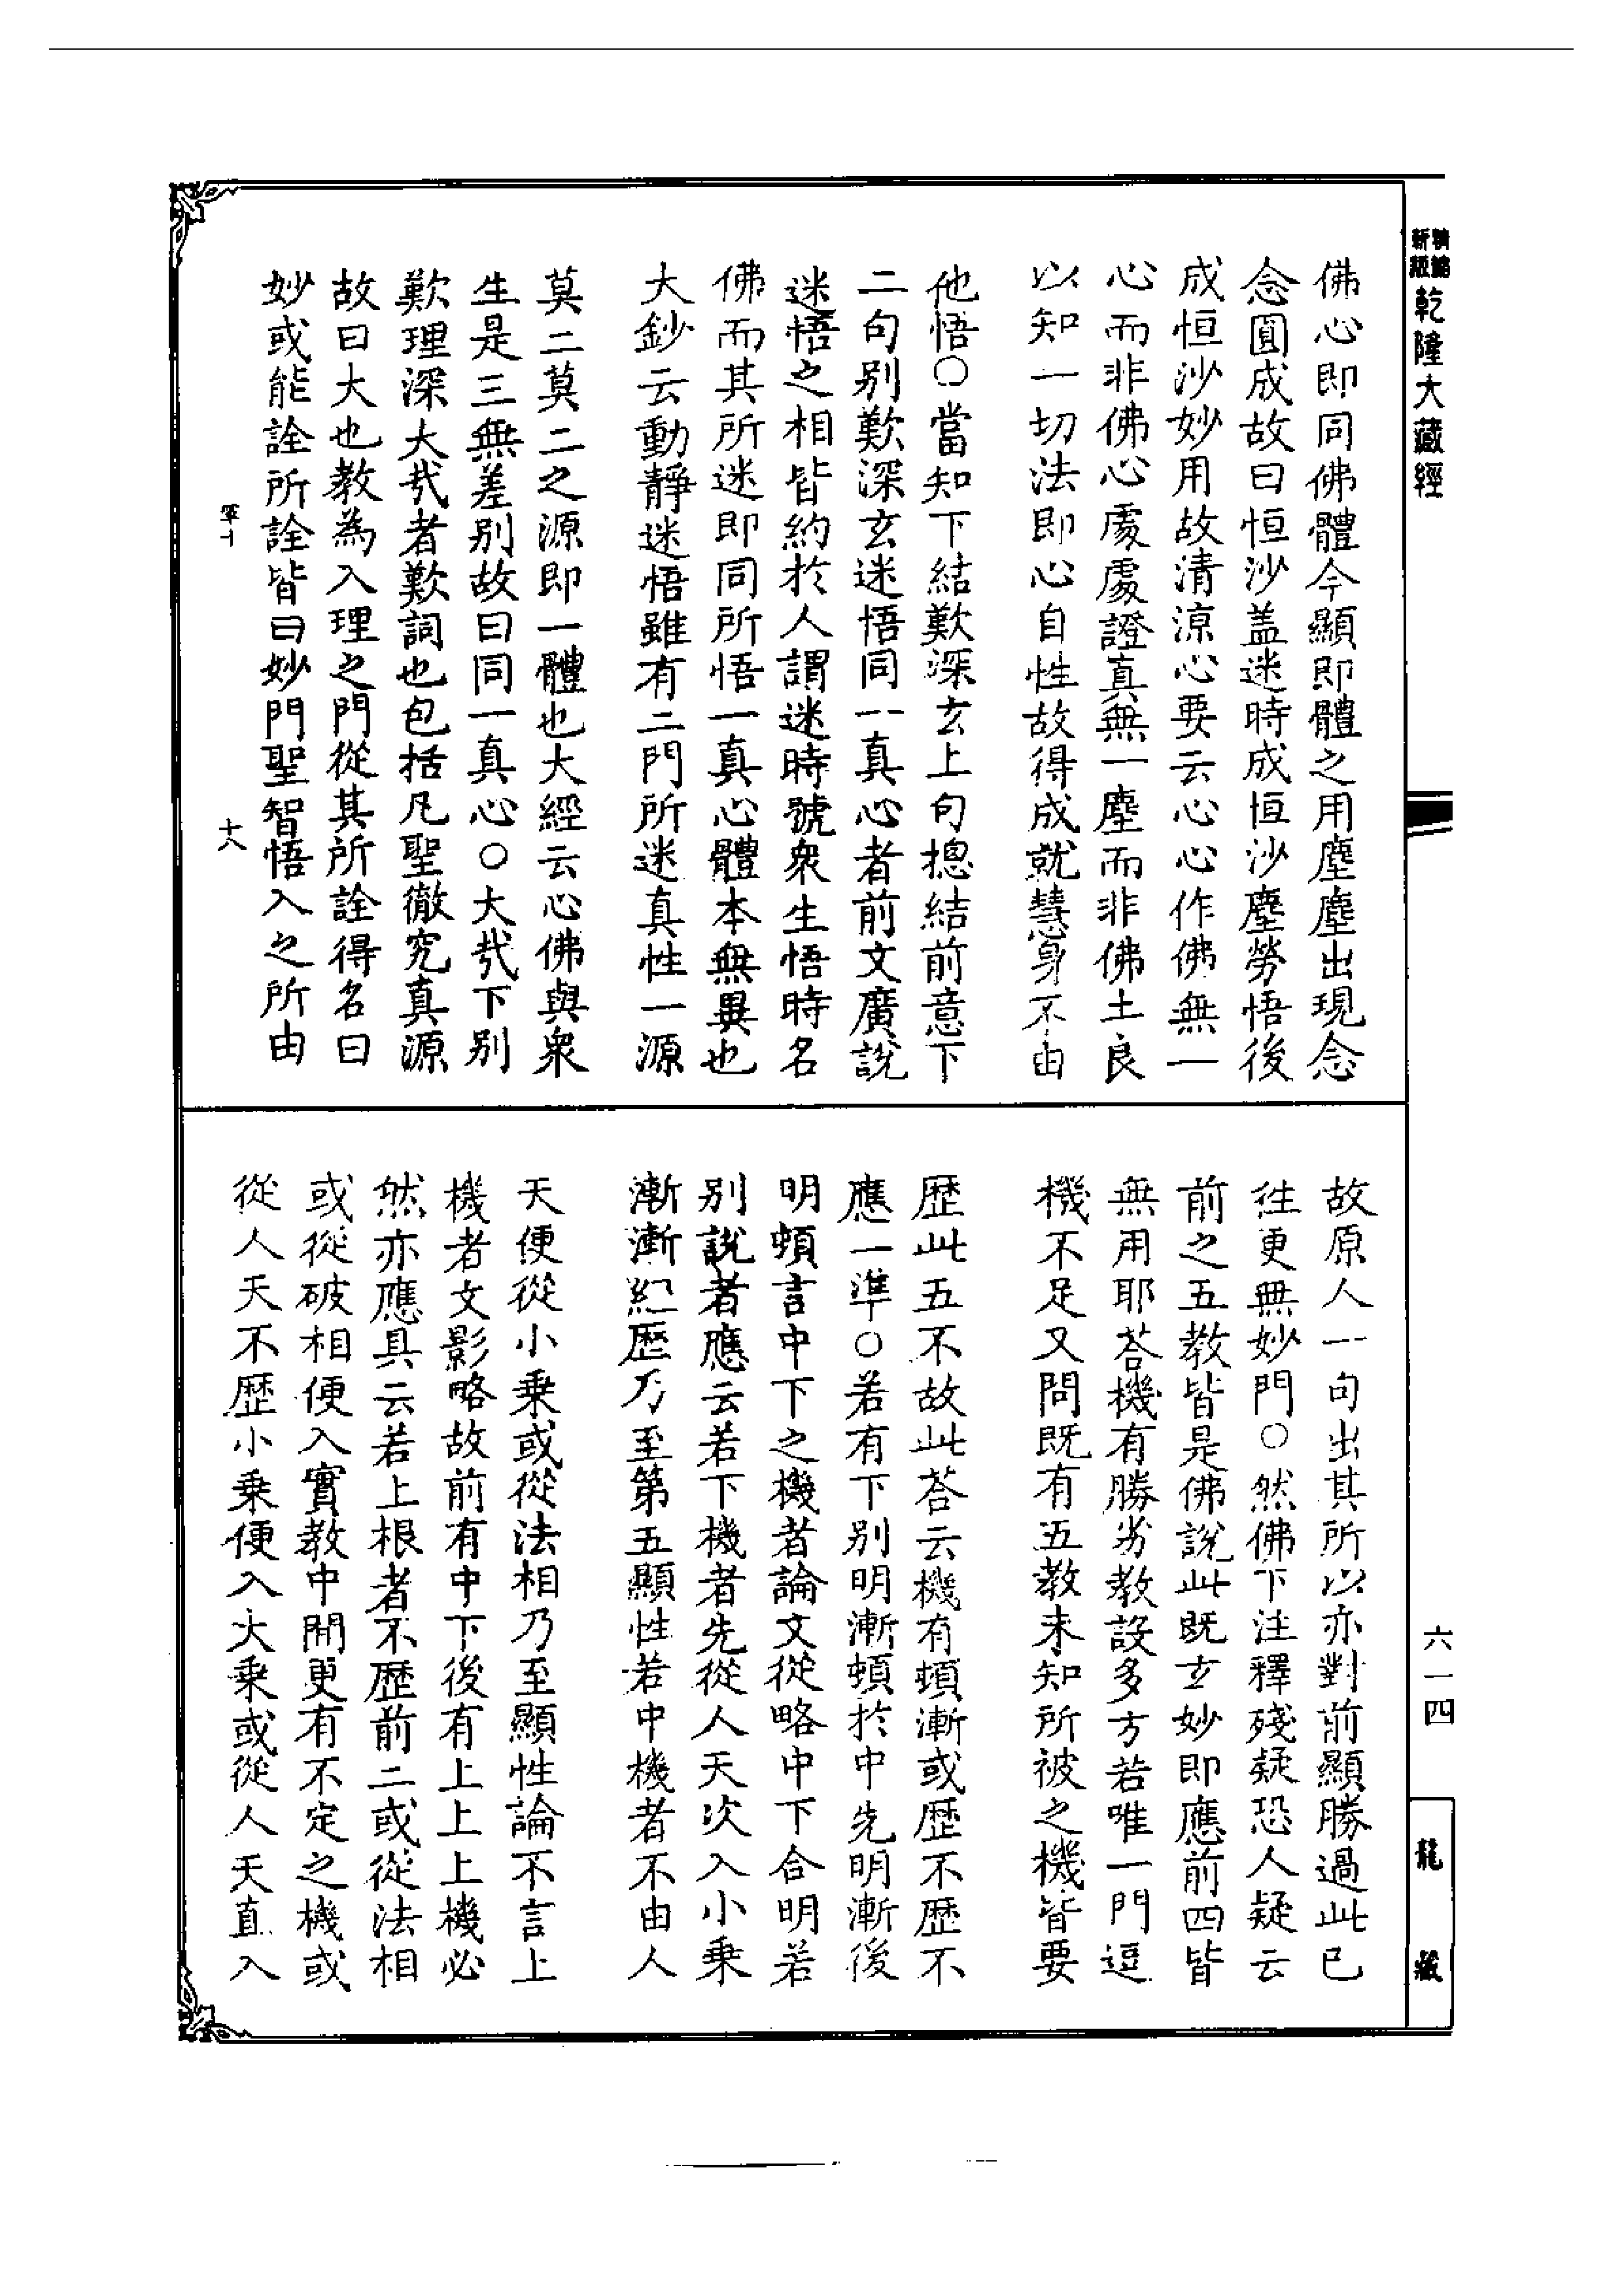 新版
精縮
乾隆大藏經
佛心即同佛體今顯即體之用塵塵出現念
念圓成故曰恒沙盖迷時成恒沙塵勞悟後
成恒沙妙用故清涼心要云心心作佛無一
心而非佛心處處證真無一塵而非佛土良
以知一切法即心自性故得成就慧身不由
他悟○當知下結歎深玄上句摠結前意下
二句别歎深玄迷悟同一真心者前文廣說
迷悟之相皆約於人謂迷時號衆生悟時名
佛而其所迷即同所悟一真心體本無異也
大鈔云動靜迷悟雖有二門所迷真性一源
莫二莫二之源即一體也大經云心佛與衆
生是三無差别故曰同一真心○大㢤下别
歎理深大㢤者歎詞也包括凡聖徹究真源
故曰大也教為入理之門從其所詮得名曰
妙或能詮所詮皆曰妙門聖智悟入之所由
十八
故原人一句出其所以亦對前顯勝過此已
徃更無妙門○然佛下注釋殘疑恐人疑云
前之五教皆是佛說此既玄妙即應前四皆
無用耶荅機有勝劣教設多方若唯一門逗
機不足又問既有五教未知所被之機皆要
歷此五不故此荅云機有頓漸或歷不歷不
應一準○若有下别明漸頓於中先明漸後
明頓言中下之機者論文從略中下合明若
别說者應云若下機者先從人天次入小乗
漸漸經歷乃至第五顯性若中機者不由人
天便從小乗或從法相乃至顯性論不言上
機者文影略故前有中下後有上上上機必
然亦應具云若上根者不歷前二或從法相
或從破相便入實教中間更有不定之機或
從人天不歷小乗便入大乗或從人天直入
六一四
龍藏